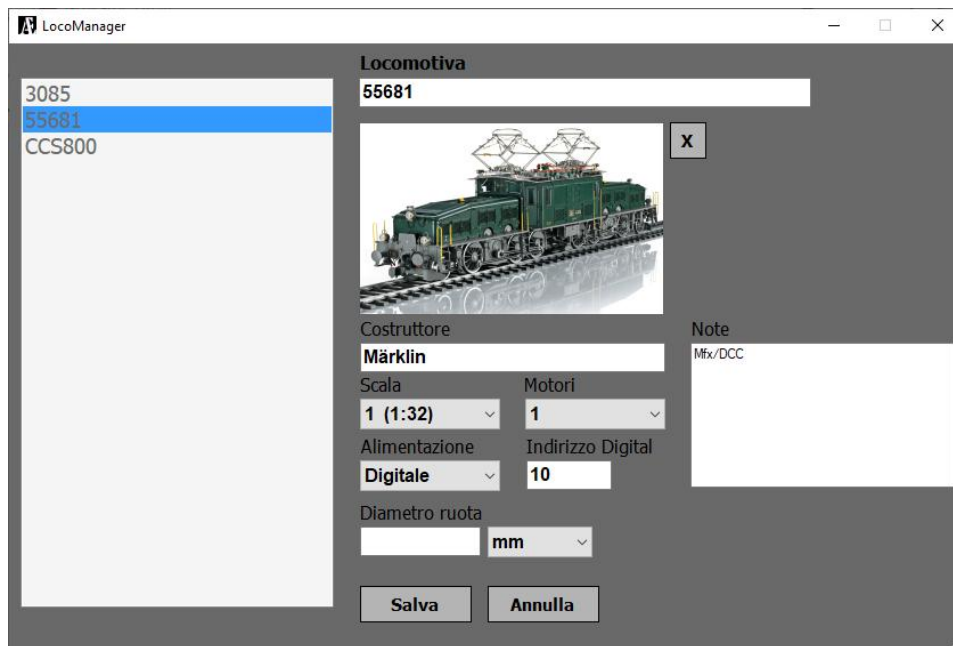 LocoManager
3085
55681
CCS800
Locomotiva
55681
X
Costruttore
Märklin
Note
Mfx/DCC
Scala
Motori
1 (1:32)
1
Alimentazione
Indirizzo Digital
Digitale
10
Diametro ruota
mm
Salva
Annulla